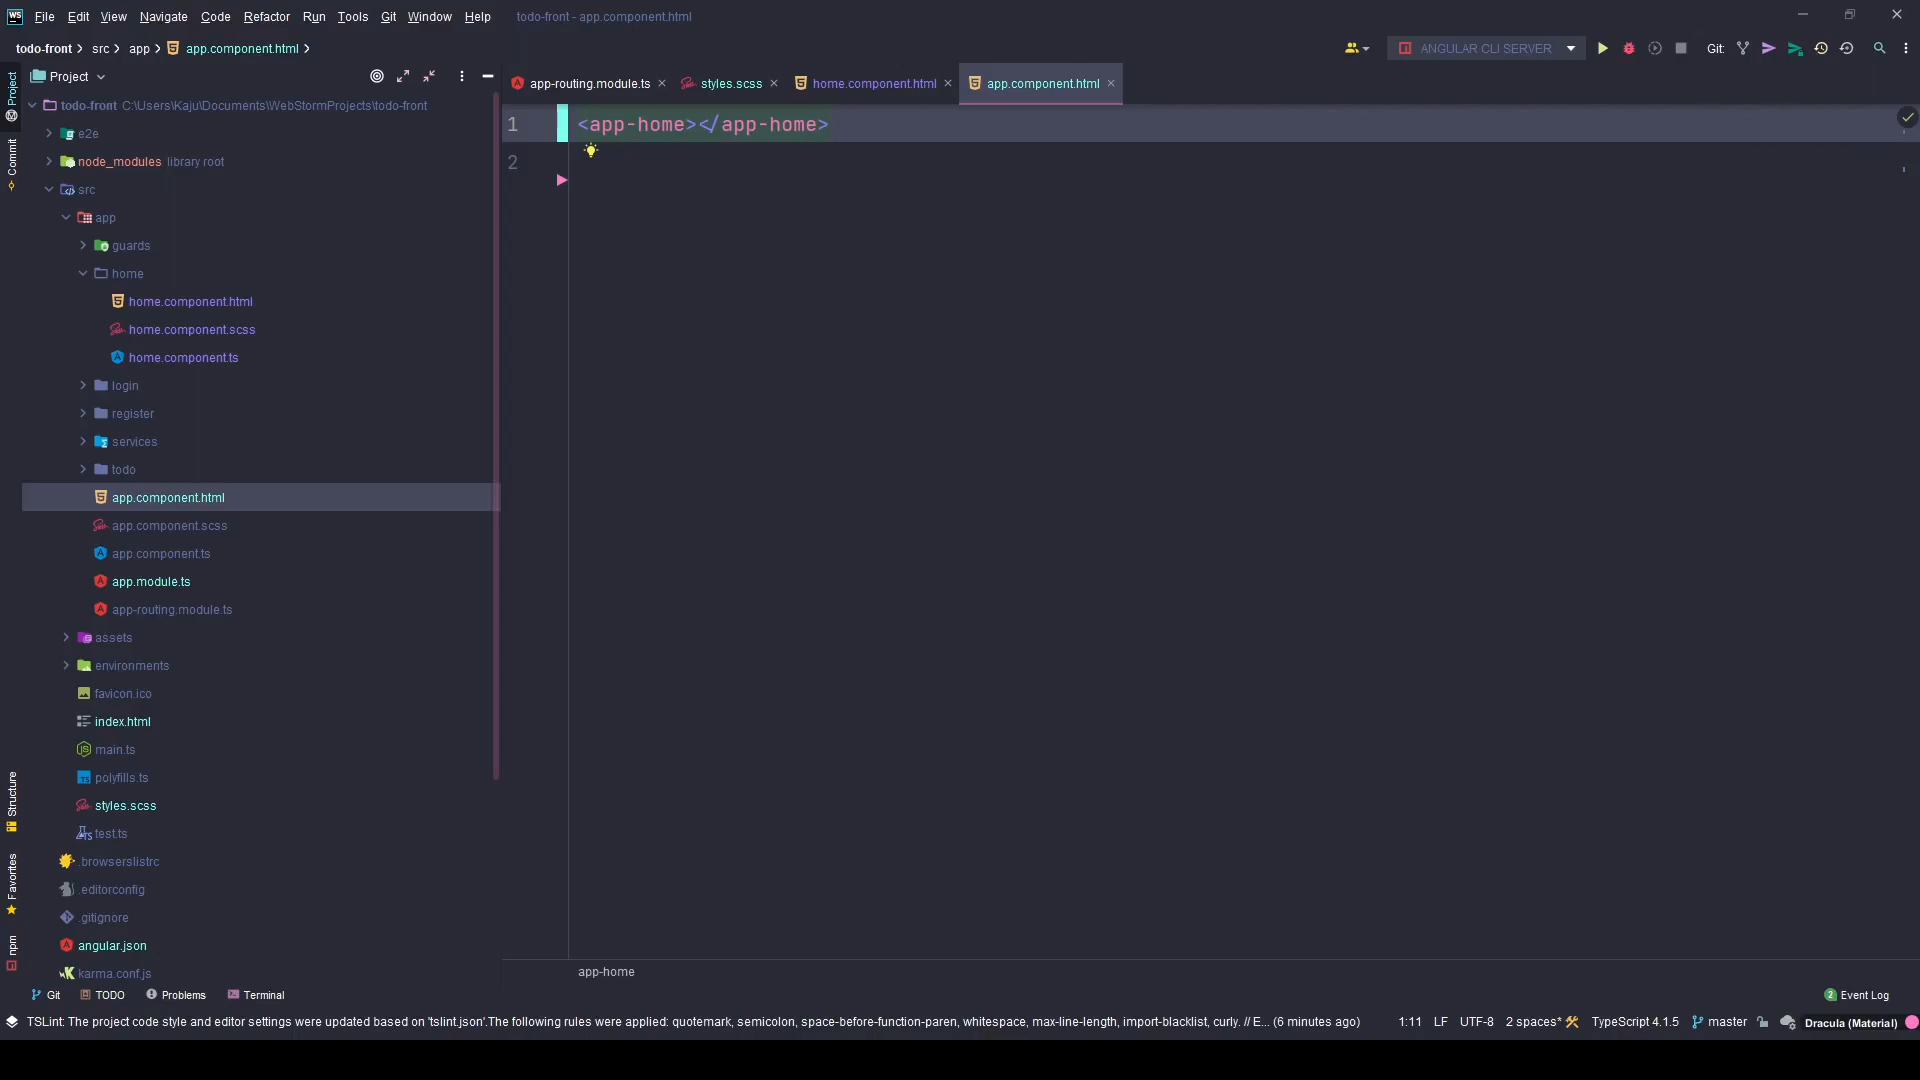 WS File Edit View Navigate Code Refactor Run Tools Git Window Help todo-front - app.component.html
todo-front src app app.component.html ANGULAR CLI SERVER Git:
Project
app-routing.module.ts styles.scss home.component.html app.component.html
Project
Commit
Structure
Favorites
npm
todo-front C:\Users\Kaju\Documents\WebStormProjects\todo-front
e2e
node_modules library root
src
app
guards
home
home.component.html
home.component.scss
home.component.ts
login
register
services
todo
app.component.html
app.component.scss
app.component.ts
app.module.ts
app-routing.module.ts
assets
environments
favicon.ico
index.html
main.ts
polyfills.ts
styles.scss
test.ts
.browserslistrc
.editorconfig
.gitignore
angular.json
karma.conf.js
1 <app-home></app-home>
2
app-home
Git TODO Problems Terminal 2 Event Log
TSLint: The project code style and editor settings were updated based on 'tslint.json'.The following rules were applied: quotemark, semicolon, space-before-function-paren, whitespace, max-line-length, import-blacklist, curly. // E... (6 minutes ago) 1:11 LF UTF-8 2 spaces* TypeScript 4.1.5 master Dracula (Material)